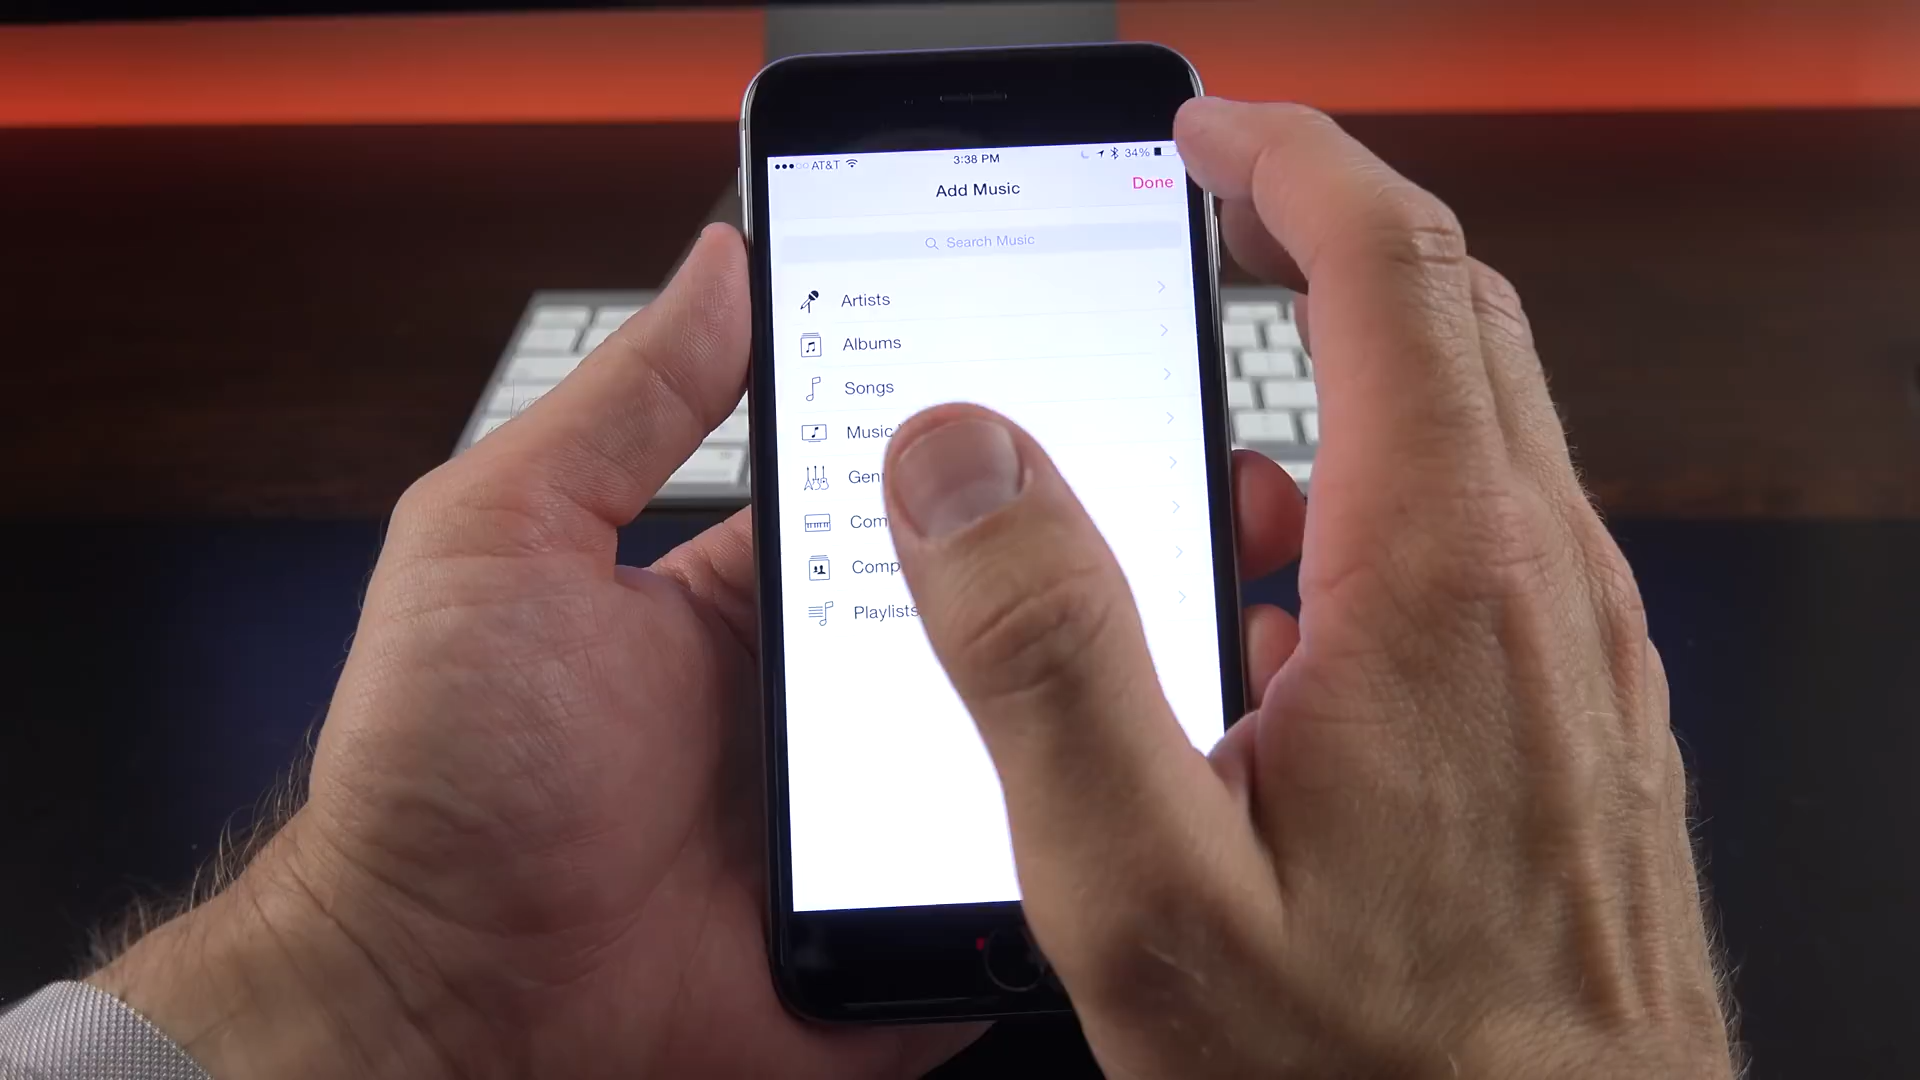 AT&T 3:38 PM 34%
Add Music Done
Search Music
Artists
Albums
Songs
Music
Gen
Com
Comp
Playlists